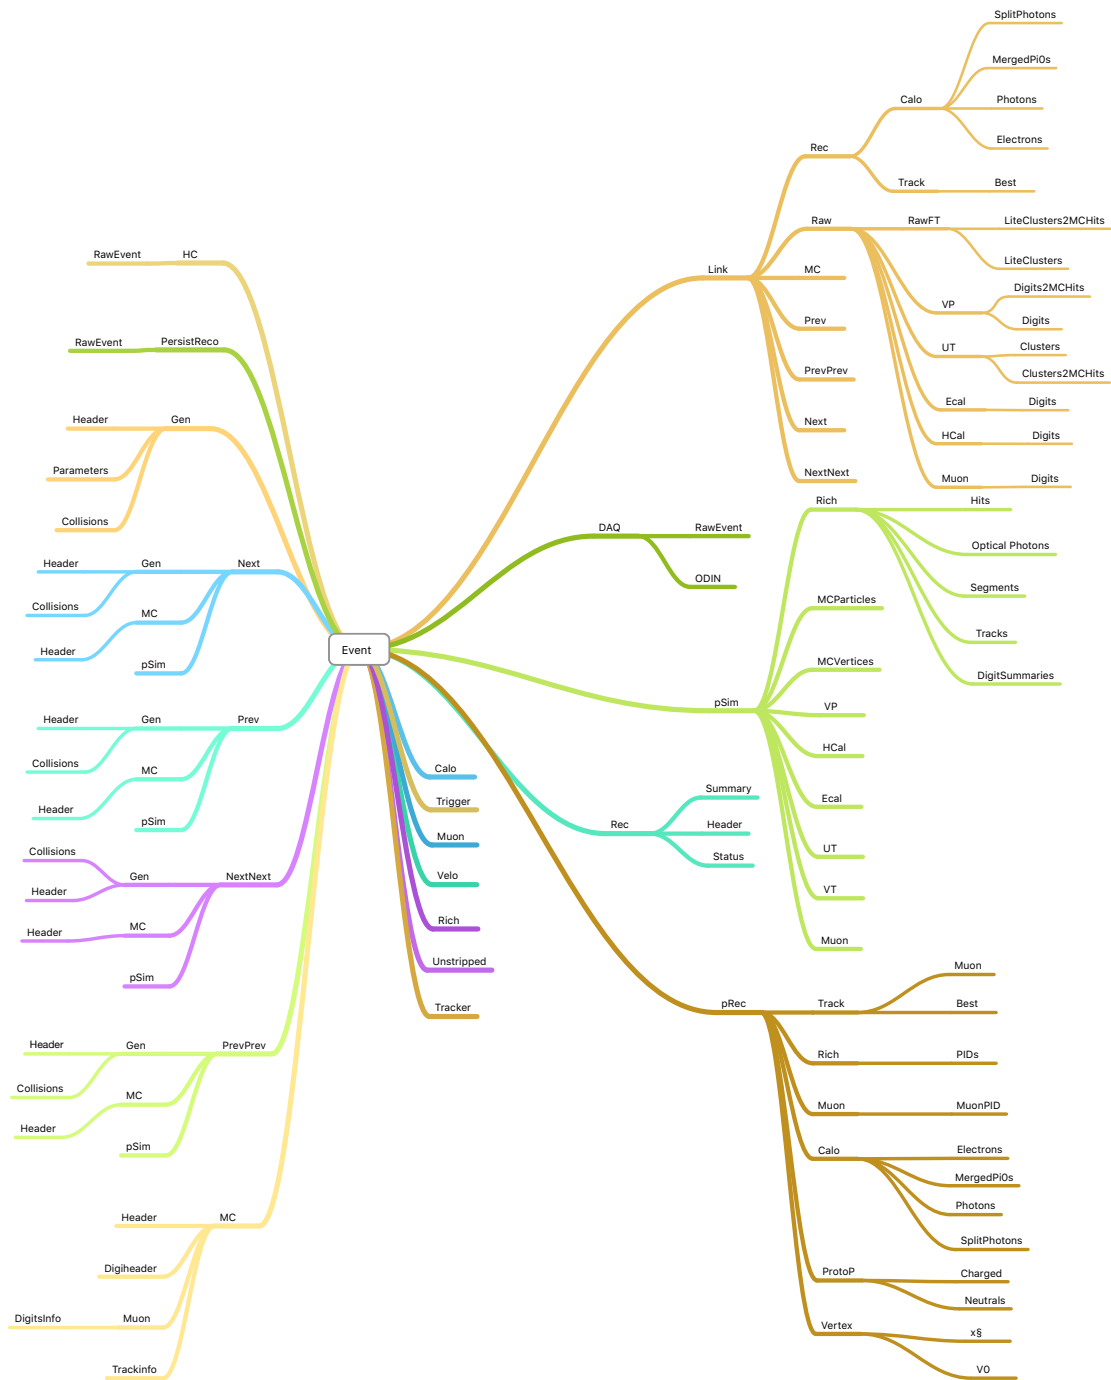 Event
HC
RawEvent
PersistReco
RawEvent
Gen
Header
Parameters
Collisions
Next
Gen
Header
Collisions
MC
Header
pSim
Prev
Gen
Header
Collisions
MC
Header
pSim
NextNext
Gen
Collisions
Header
MC
Header
pSim
PrevPrev
Gen
Header
Collisions
MC
Header
pSim
MC
Header
Digiheader
Muon
DigitsInfo
Trackinfo
Link
Rec
Calo
SplitPhotons
MergedPi0s
Photons
Electrons
Track
Best
Raw
RawFT
LiteClusters2MCHits
LiteClusters
VP
Digits2MCHits
Digits
UT
Clusters
Clusters2MCHits
Ecal
Digits
HCal
Digits
Muon
Digits
MC
Prev
PrevPrev
Next
NextNext
DAQ
RawEvent
ODIN
pSim
Rich
Hits
Optical Photons
Segments
Tracks
DigitSummaries
MCParticles
MCVertices
VP
HCal
Ecal
UT
VT
Muon
Rec
Summary
Header
Status
pRec
Track
Muon
Best
Rich
PIDs
Muon
MuonPID
Calo
Electrons
MergedPi0s
Photons
SplitPhotons
ProtoP
Charged
Neutrals
Vertex
x§
V0
Calo
Trigger
Muon
Velo
Rich
Unstripped
Tracker